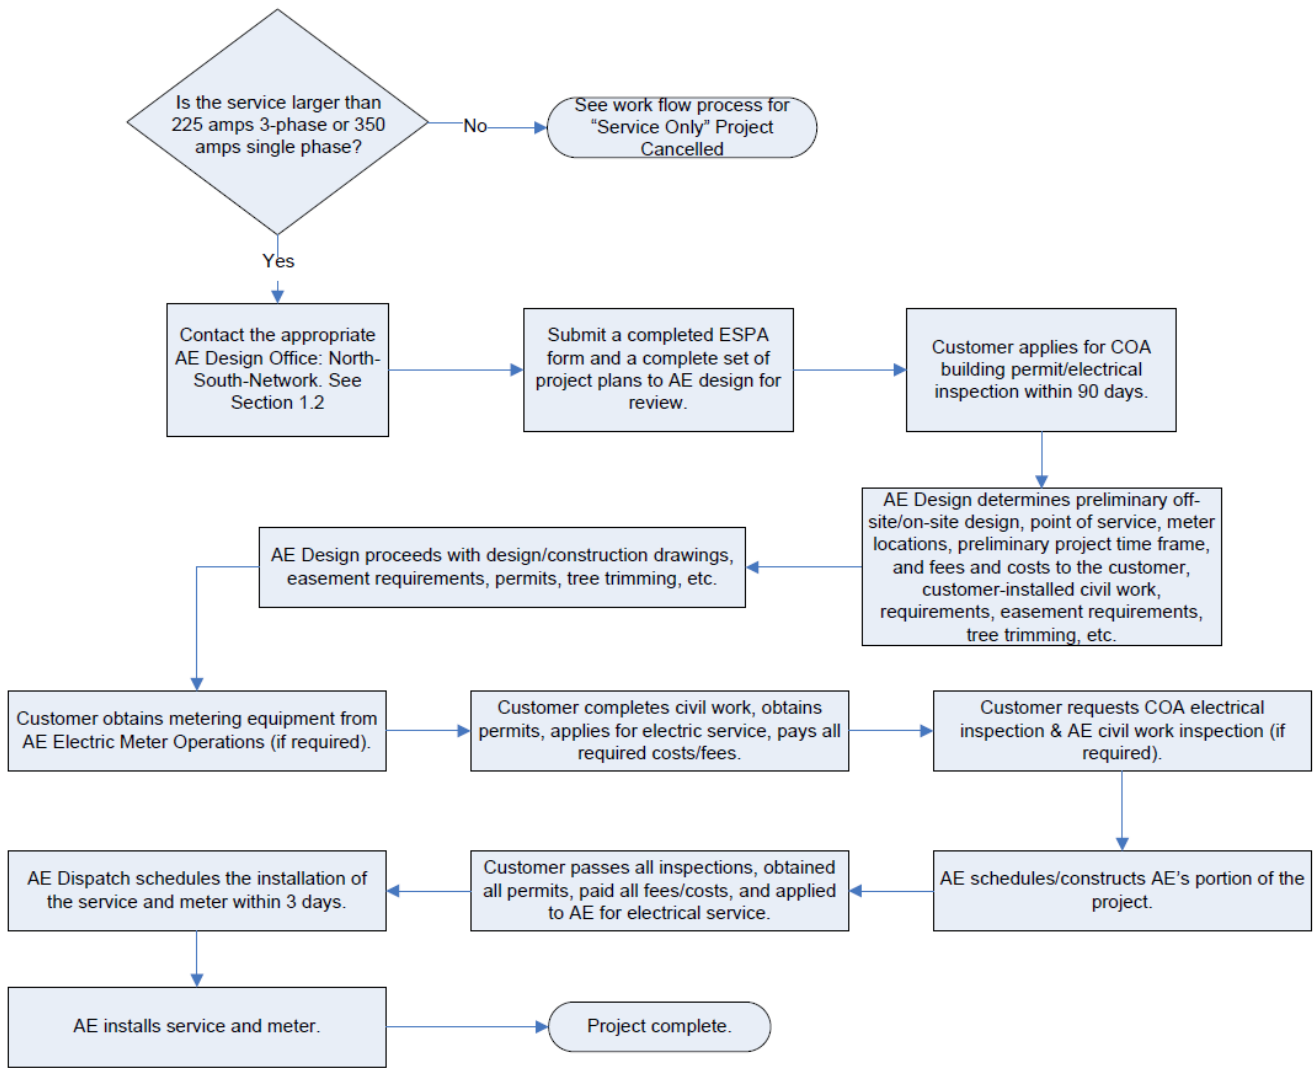 Is the service larger than
225 amps 3-phase or 350
amps single phase?
No
See work flow process for
“Service Only” Project
Cancelled
Yes
Contact the appropriate
AE Design Office: North-
South-Network. See
Section 1.2
Submit a completed ESPA
form and a complete set of
project plans to AE design for
review.
Customer applies for COA
building permit/electrical
inspection within 90 days.
AE Design determines preliminary off-
site/on-site design, point of service, meter
locations, preliminary project time frame,
and fees and costs to the customer,
customer-installed civil work,
requirements, easement requirements,
tree trimming, etc.
AE Design proceeds with design/construction drawings,
easement requirements, permits, tree trimming, etc.
Customer obtains metering equipment from
AE Electric Meter Operations (if required).
Customer completes civil work, obtains
permits, applies for electric service, pays all
required costs/fees.
Customer requests COA electrical
inspection & AE civil work inspection (if
required).
AE schedules/constructs AE’s portion of the
project.
Customer passes all inspections, obtained
all permits, paid all fees/costs, and applied
to AE for electrical service.
AE Dispatch schedules the installation of
the service and meter within 3 days.
AE installs service and meter.
Project complete.